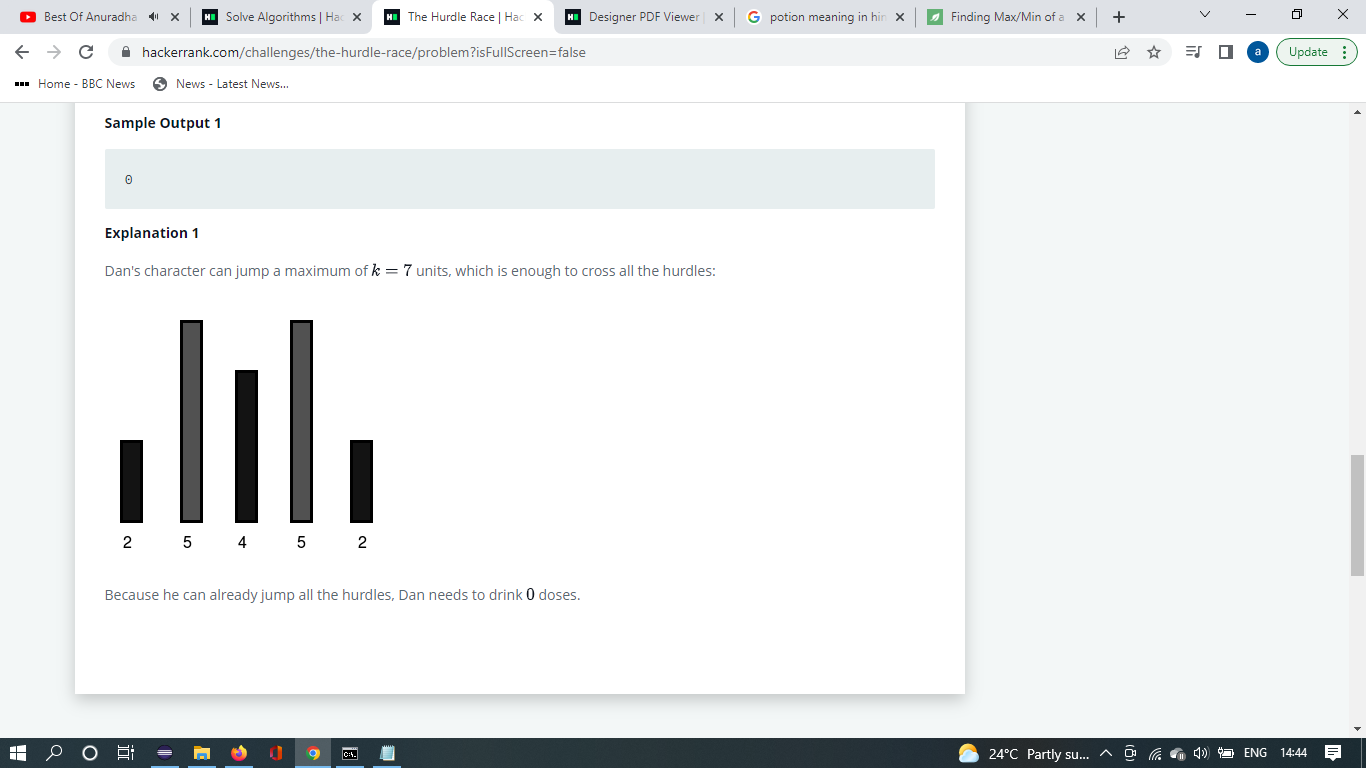 Best Of Anuradha
Solve Algorithms | Ha
The Hurdle Race | Hac
Designer PDF Viewer |
potion meaning in hin
Finding Max/Min of a
hackerrank.com/challenges/the-hurdle-race/problem?isFullScreen=false
a
Update
Home - BBC News
News - Latest News...
Sample Output 1
0
Explanation 1
Dan's character can jump a maximum of k = 7 units, which is enough to cross all the hurdles:
2 5 4 5 2
Because he can already jump all the hurdles, Dan needs to drink 0 doses.
24°C Partly su...
ENG
14:44